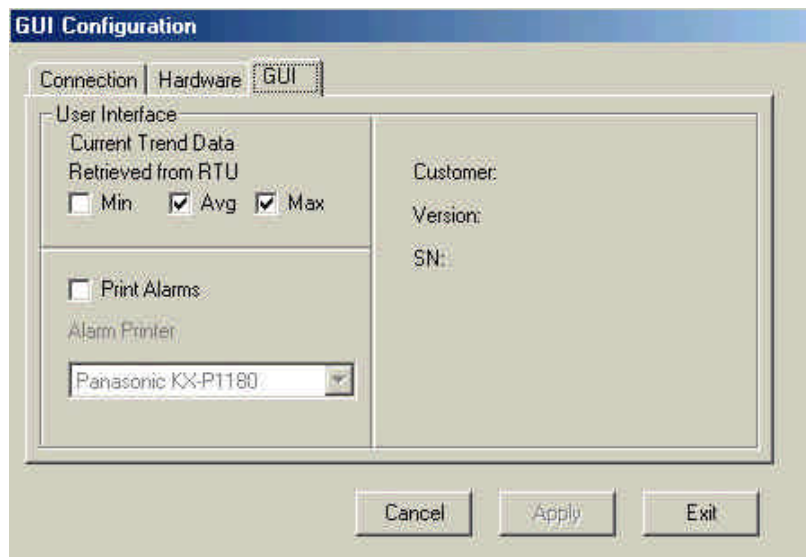 GUI Configuration
Connection Hardware GUI
User Interface
Current Trend Data
Retrieved from RTU
Min Avg Max
Print Alarms
Alarm Printer
Panasonic KX-P1180
Customer:
Version:
SN:
Cancel Apply Exit